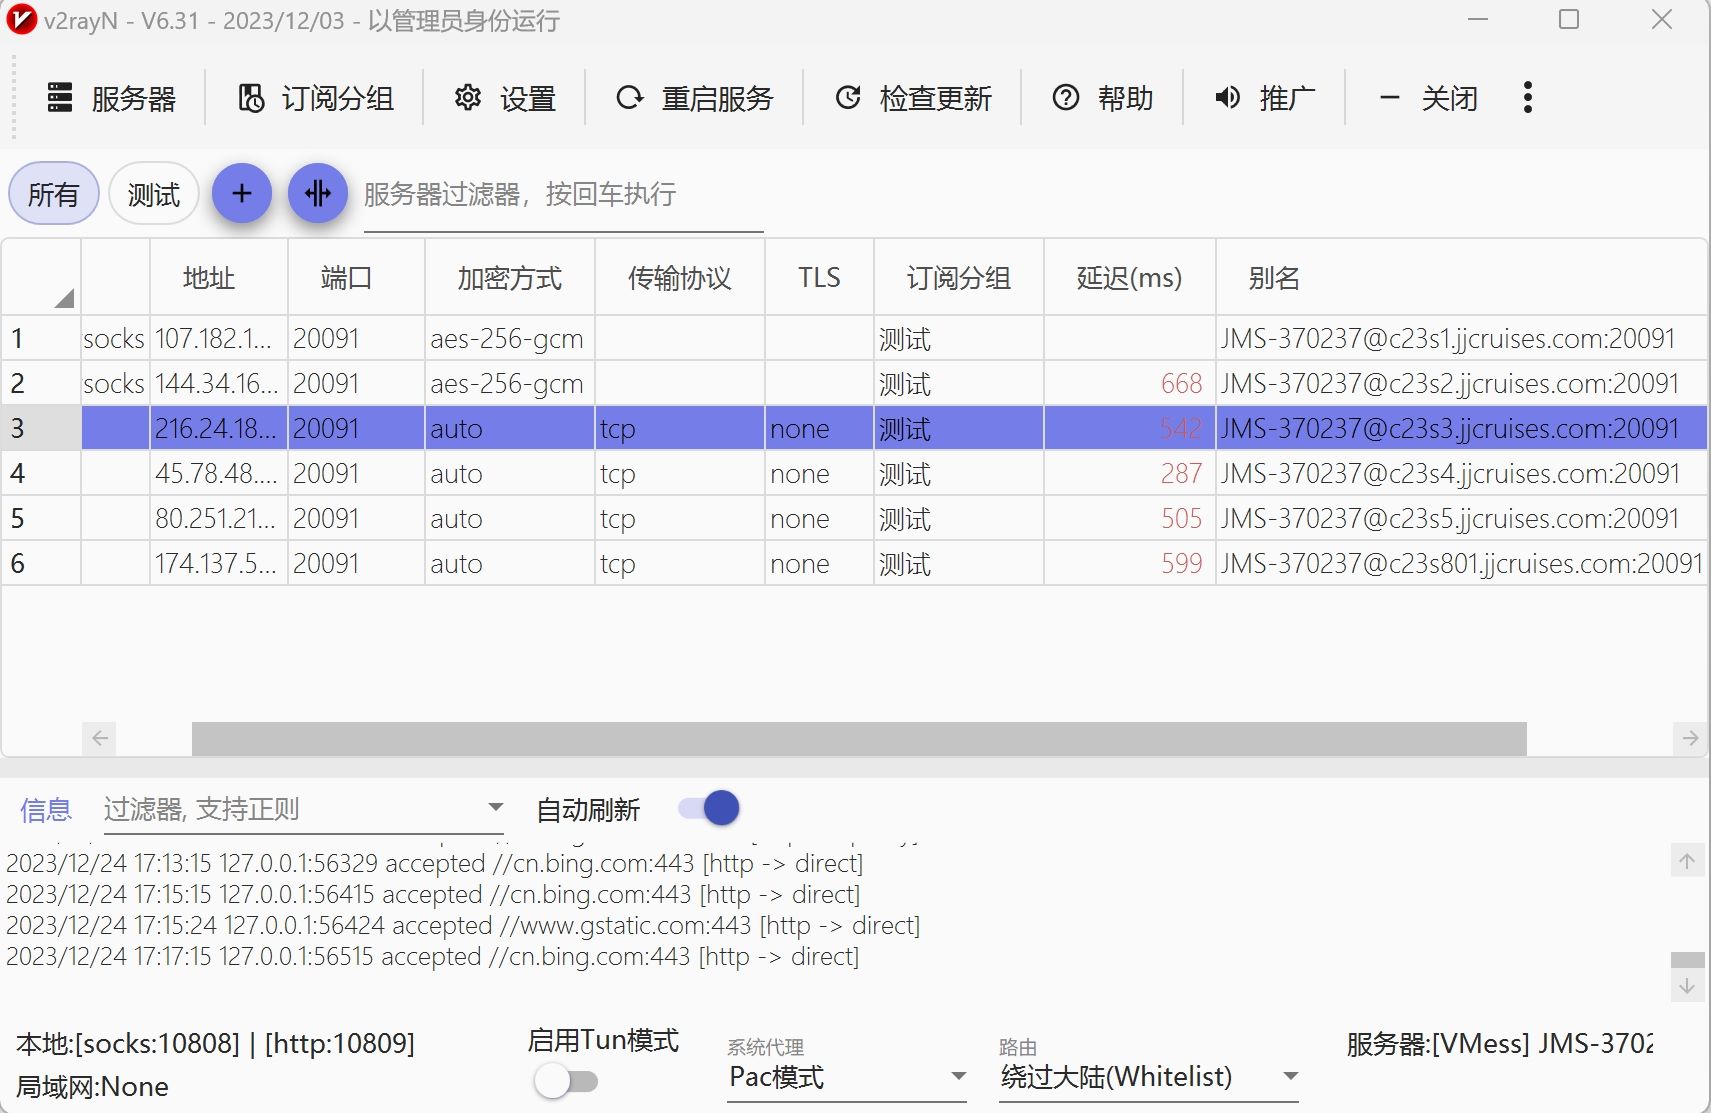 v2rayN - V6.31 - 2023/12/03 - 以管理员身份运行
服务器 订阅分组 设置 重启服务 检查更新 帮助 推广 关闭
所有 测试 服务器过滤器，按回车执行
地址 端口 加密方式 传输协议 TLS 订阅分组 延迟(ms) 别名
1 socks 107.182.1... 20091 aes-256-gcm 测试 JMS-370237@c23s1.jjcruises.com:20091
2 socks 144.34.16... 20091 aes-256-gcm 测试 668 JMS-370237@c23s2.jjcruises.com:20091
3 216.24.18... 20091 auto tcp none 测试 542 JMS-370237@c23s3.jjcruises.com:20091
4 45.78.48.... 20091 auto tcp none 测试 287 JMS-370237@c23s4.jjcruises.com:20091
5 80.251.21... 20091 auto tcp none 测试 505 JMS-370237@c23s5.jjcruises.com:20091
6 174.137.5... 20091 auto tcp none 测试 599 JMS-370237@c23s801.jjcruises.com:20091
信息 过滤器, 支持正则 自动刷新
2023/12/24 17:13:15 127.0.0.1:56329 accepted //cn.bing.com:443 [http -> direct]
2023/12/24 17:15:15 127.0.0.1:56415 accepted //cn.bing.com:443 [http -> direct]
2023/12/24 17:15:24 127.0.0.1:56424 accepted //www.gstatic.com:443 [http -> direct]
2023/12/24 17:17:15 127.0.0.1:56515 accepted //cn.bing.com:443 [http -> direct]
本地:[socks:10808] | [http:10809] 启用Tun模式 系统代理 路由 服务器:[VMess] JMS-3702
局域网:None Pac模式 绕过大陆(Whitelist)